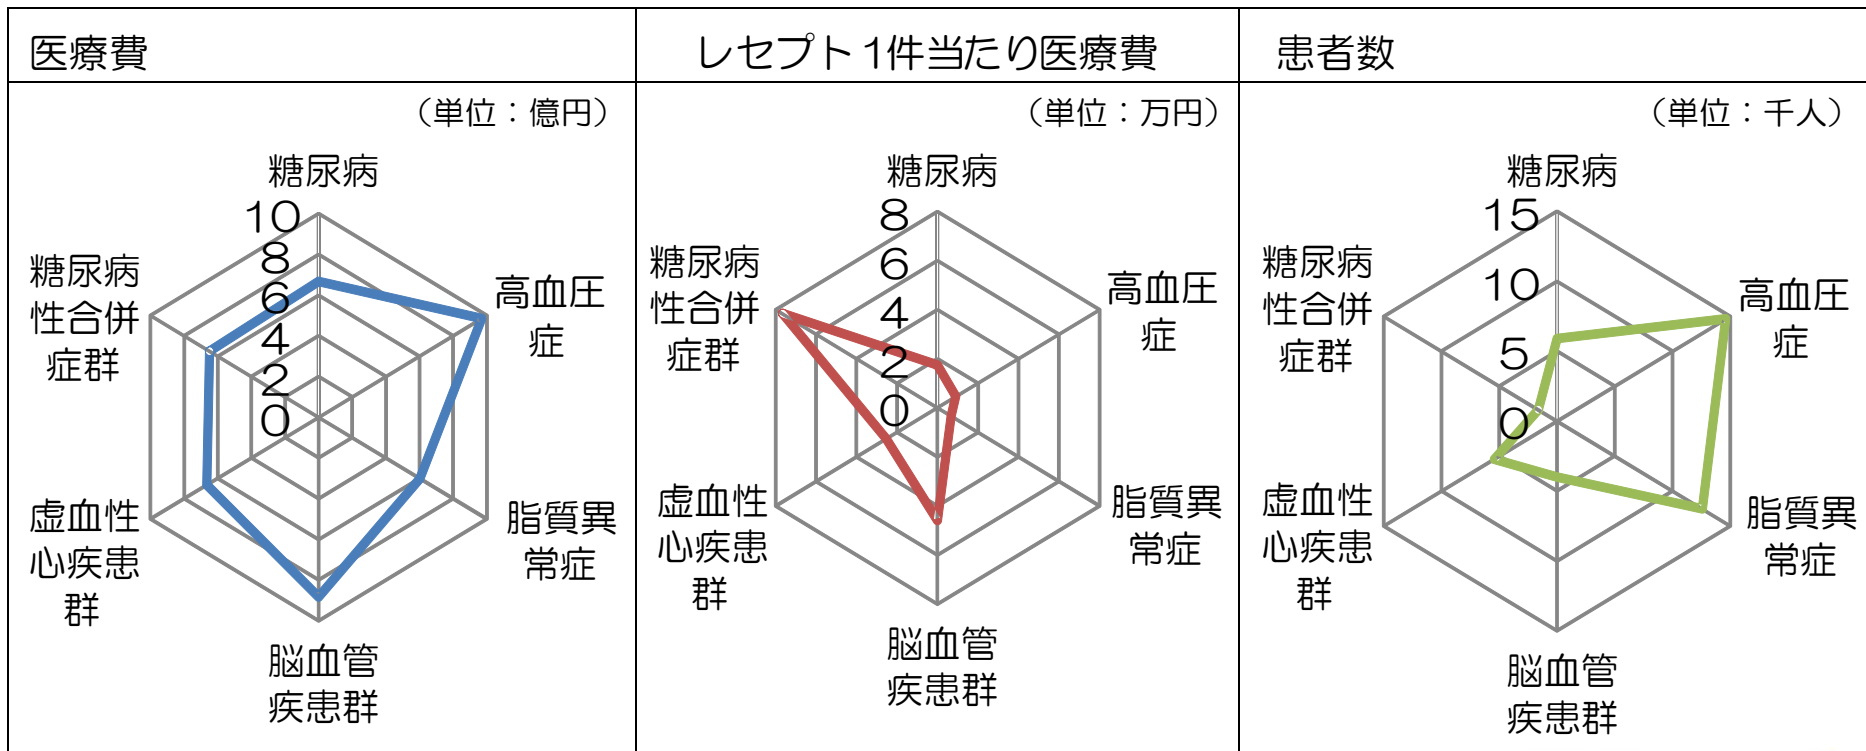 医療費
レセプト1件当たり医療費
患者数
（単位：億円）
糖尿病
10
8
6
4
2
0
高血圧
症
脂質異
常症
脳血管
疾患群
虚血性
心疾患
群
糖尿病
性合併
症群
（単位：万円）
糖尿病
8
6
4
2
0
高血圧
症
脂質異
常症
脳血管
疾患群
虚血性
心疾患
群
糖尿病
性合併
症群
（単位：千人）
糖尿病
15
10
5
0
高血圧
症
脂質異
常症
脳血管
疾患群
虚血性
心疾患
群
糖尿病
性合併
症群